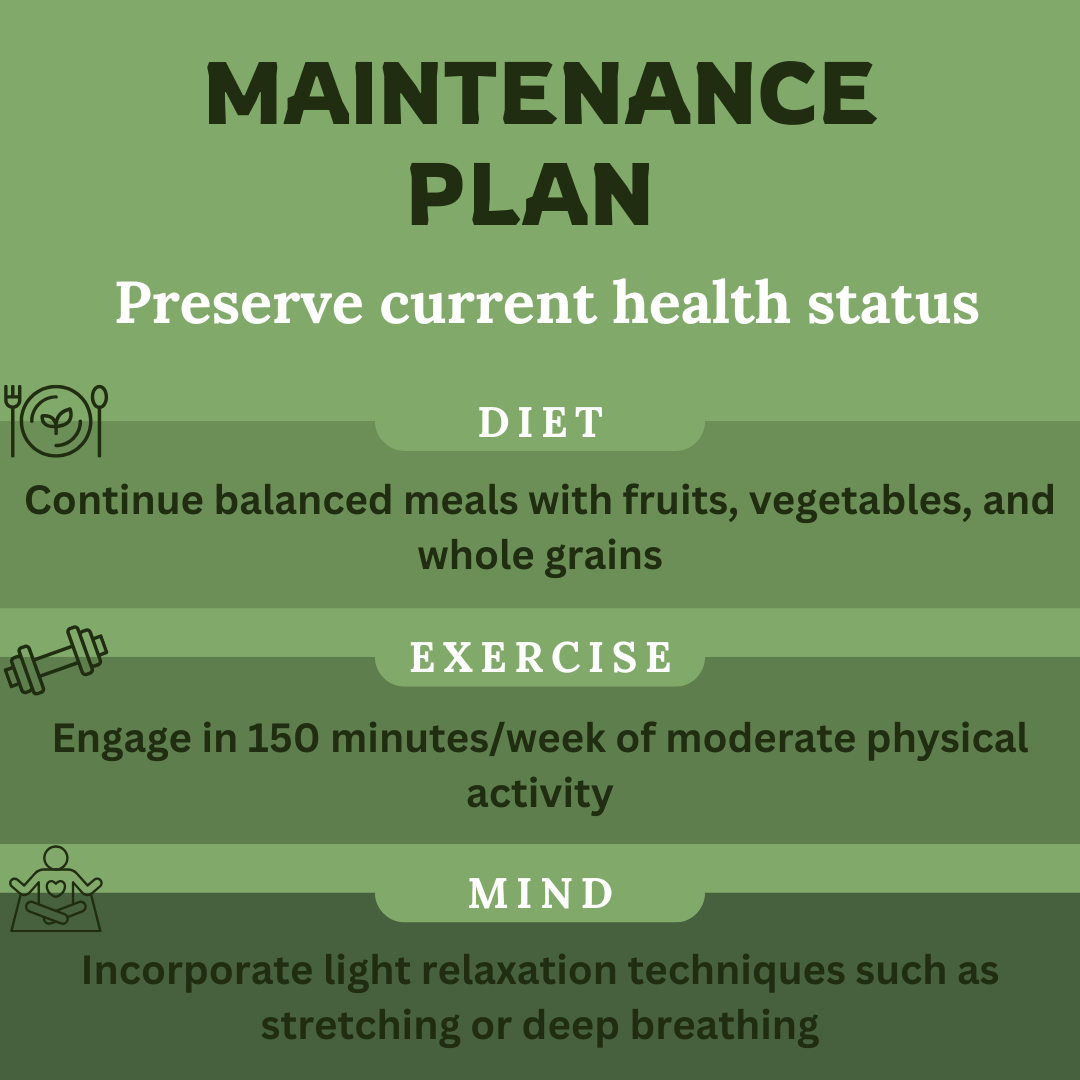 MAINTENANCE
PLAN
Preserve current health status
DIET
Continue balanced meals with fruits, vegetables, and
whole grains
EXERCISE
Engage in 150 minutes/week of moderate physical
activity
MIND
Incorporate light relaxation techniques such as
stretching or deep breathing